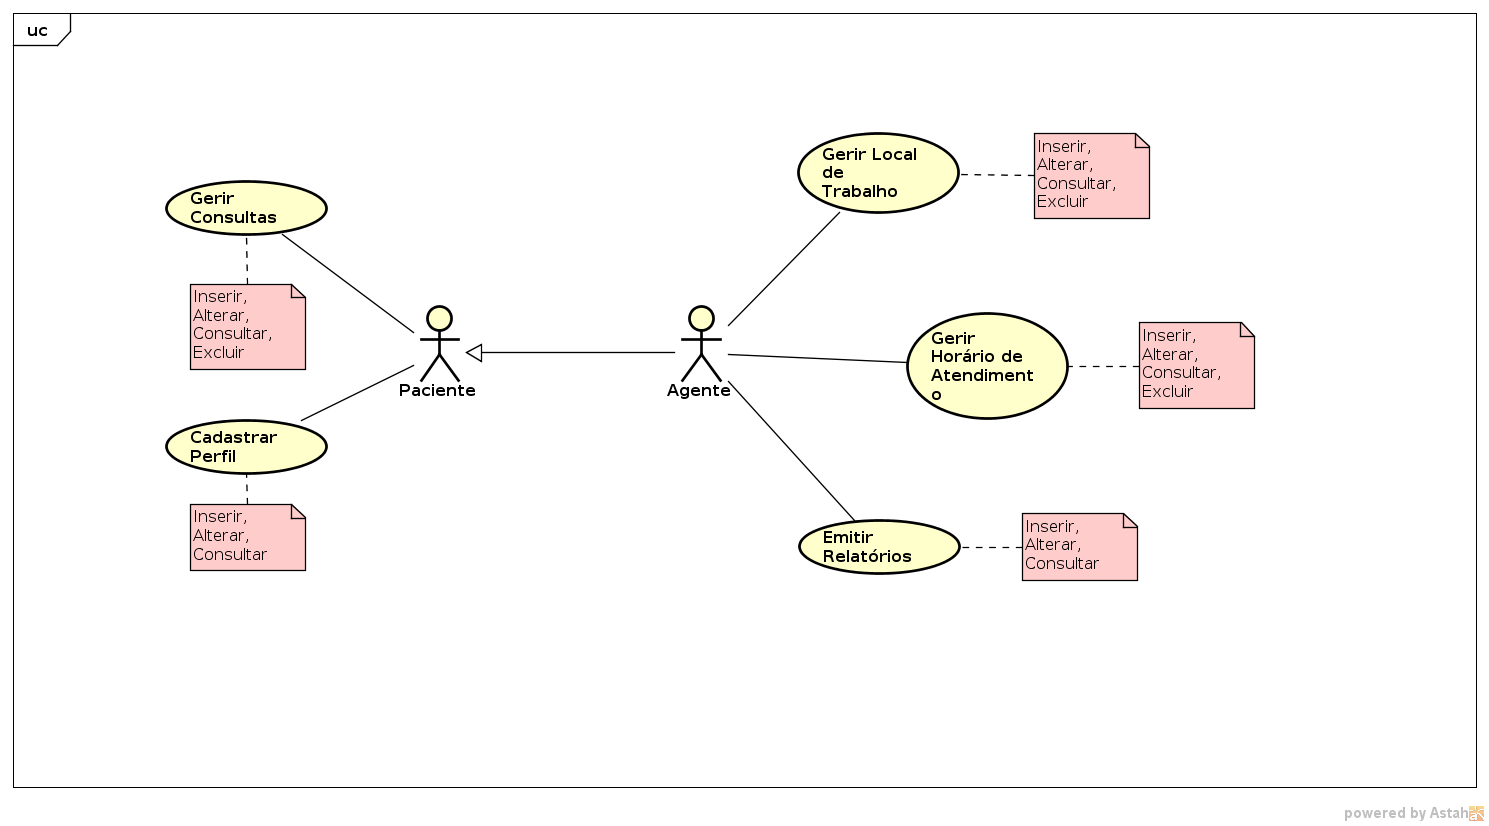 uc
Gerir
Consultas
Inserir,
Alterar,
Consultar,
Excluir
Paciente
Cadastrar
Perfil
Inserir,
Alterar,
Consultar
Agente
Gerir Local
de
Trabalho
Inserir,
Alterar,
Consultar,
Excluir
Gerir
Horário de
Atendiment
o
Inserir,
Alterar,
Consultar,
Excluir
Emitir
Relatórios
Inserir,
Alterar,
Consultar
powered by Astah